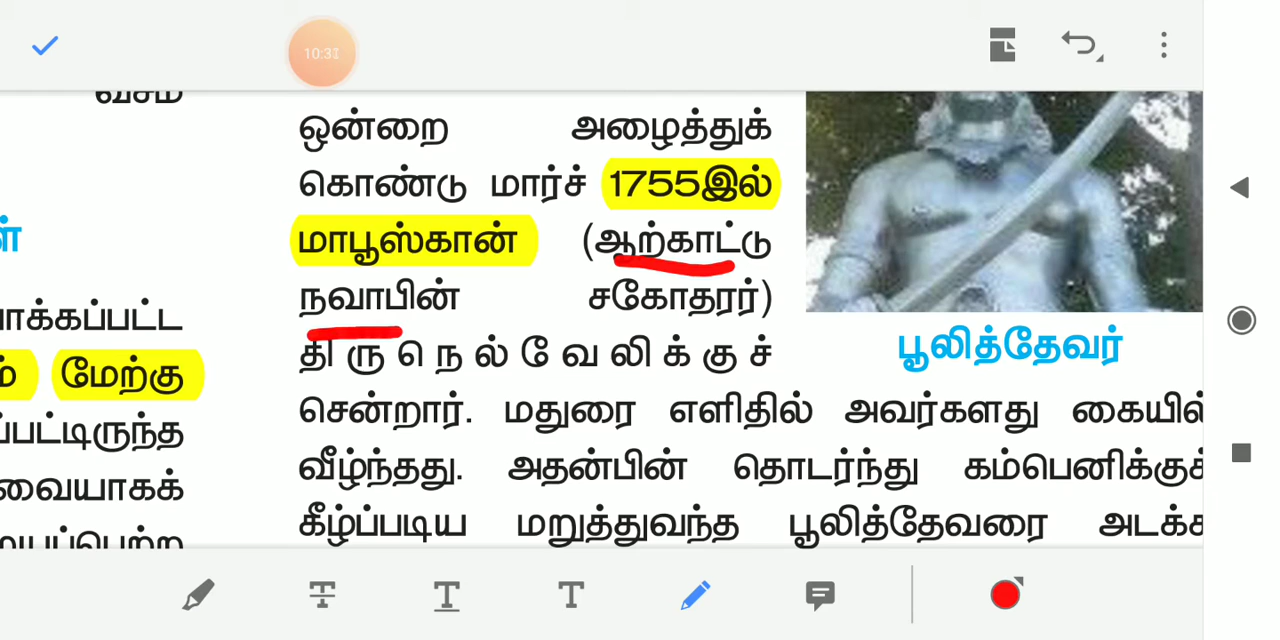 10:31
வசம்
ஒன்றை அழைத்துக்
கொண்டு மார்ச் 1755இல்
மாபூஸ்கான் (ஆற்காட்டு
நவாபின் சகோதரர்)
திருநெல்வேலிக்குச்
சென்றார். மதுரை எளிதில் அவர்களது கையில்
வீழ்ந்தது. அதன்பின் தொடர்ந்து கம்பெனிக்குக்
கீழ்ப்படிய மறுத்துவந்த பூலித்தேவரை அடக்க
பூலித்தேவர்
மேற்கு
T
T
T